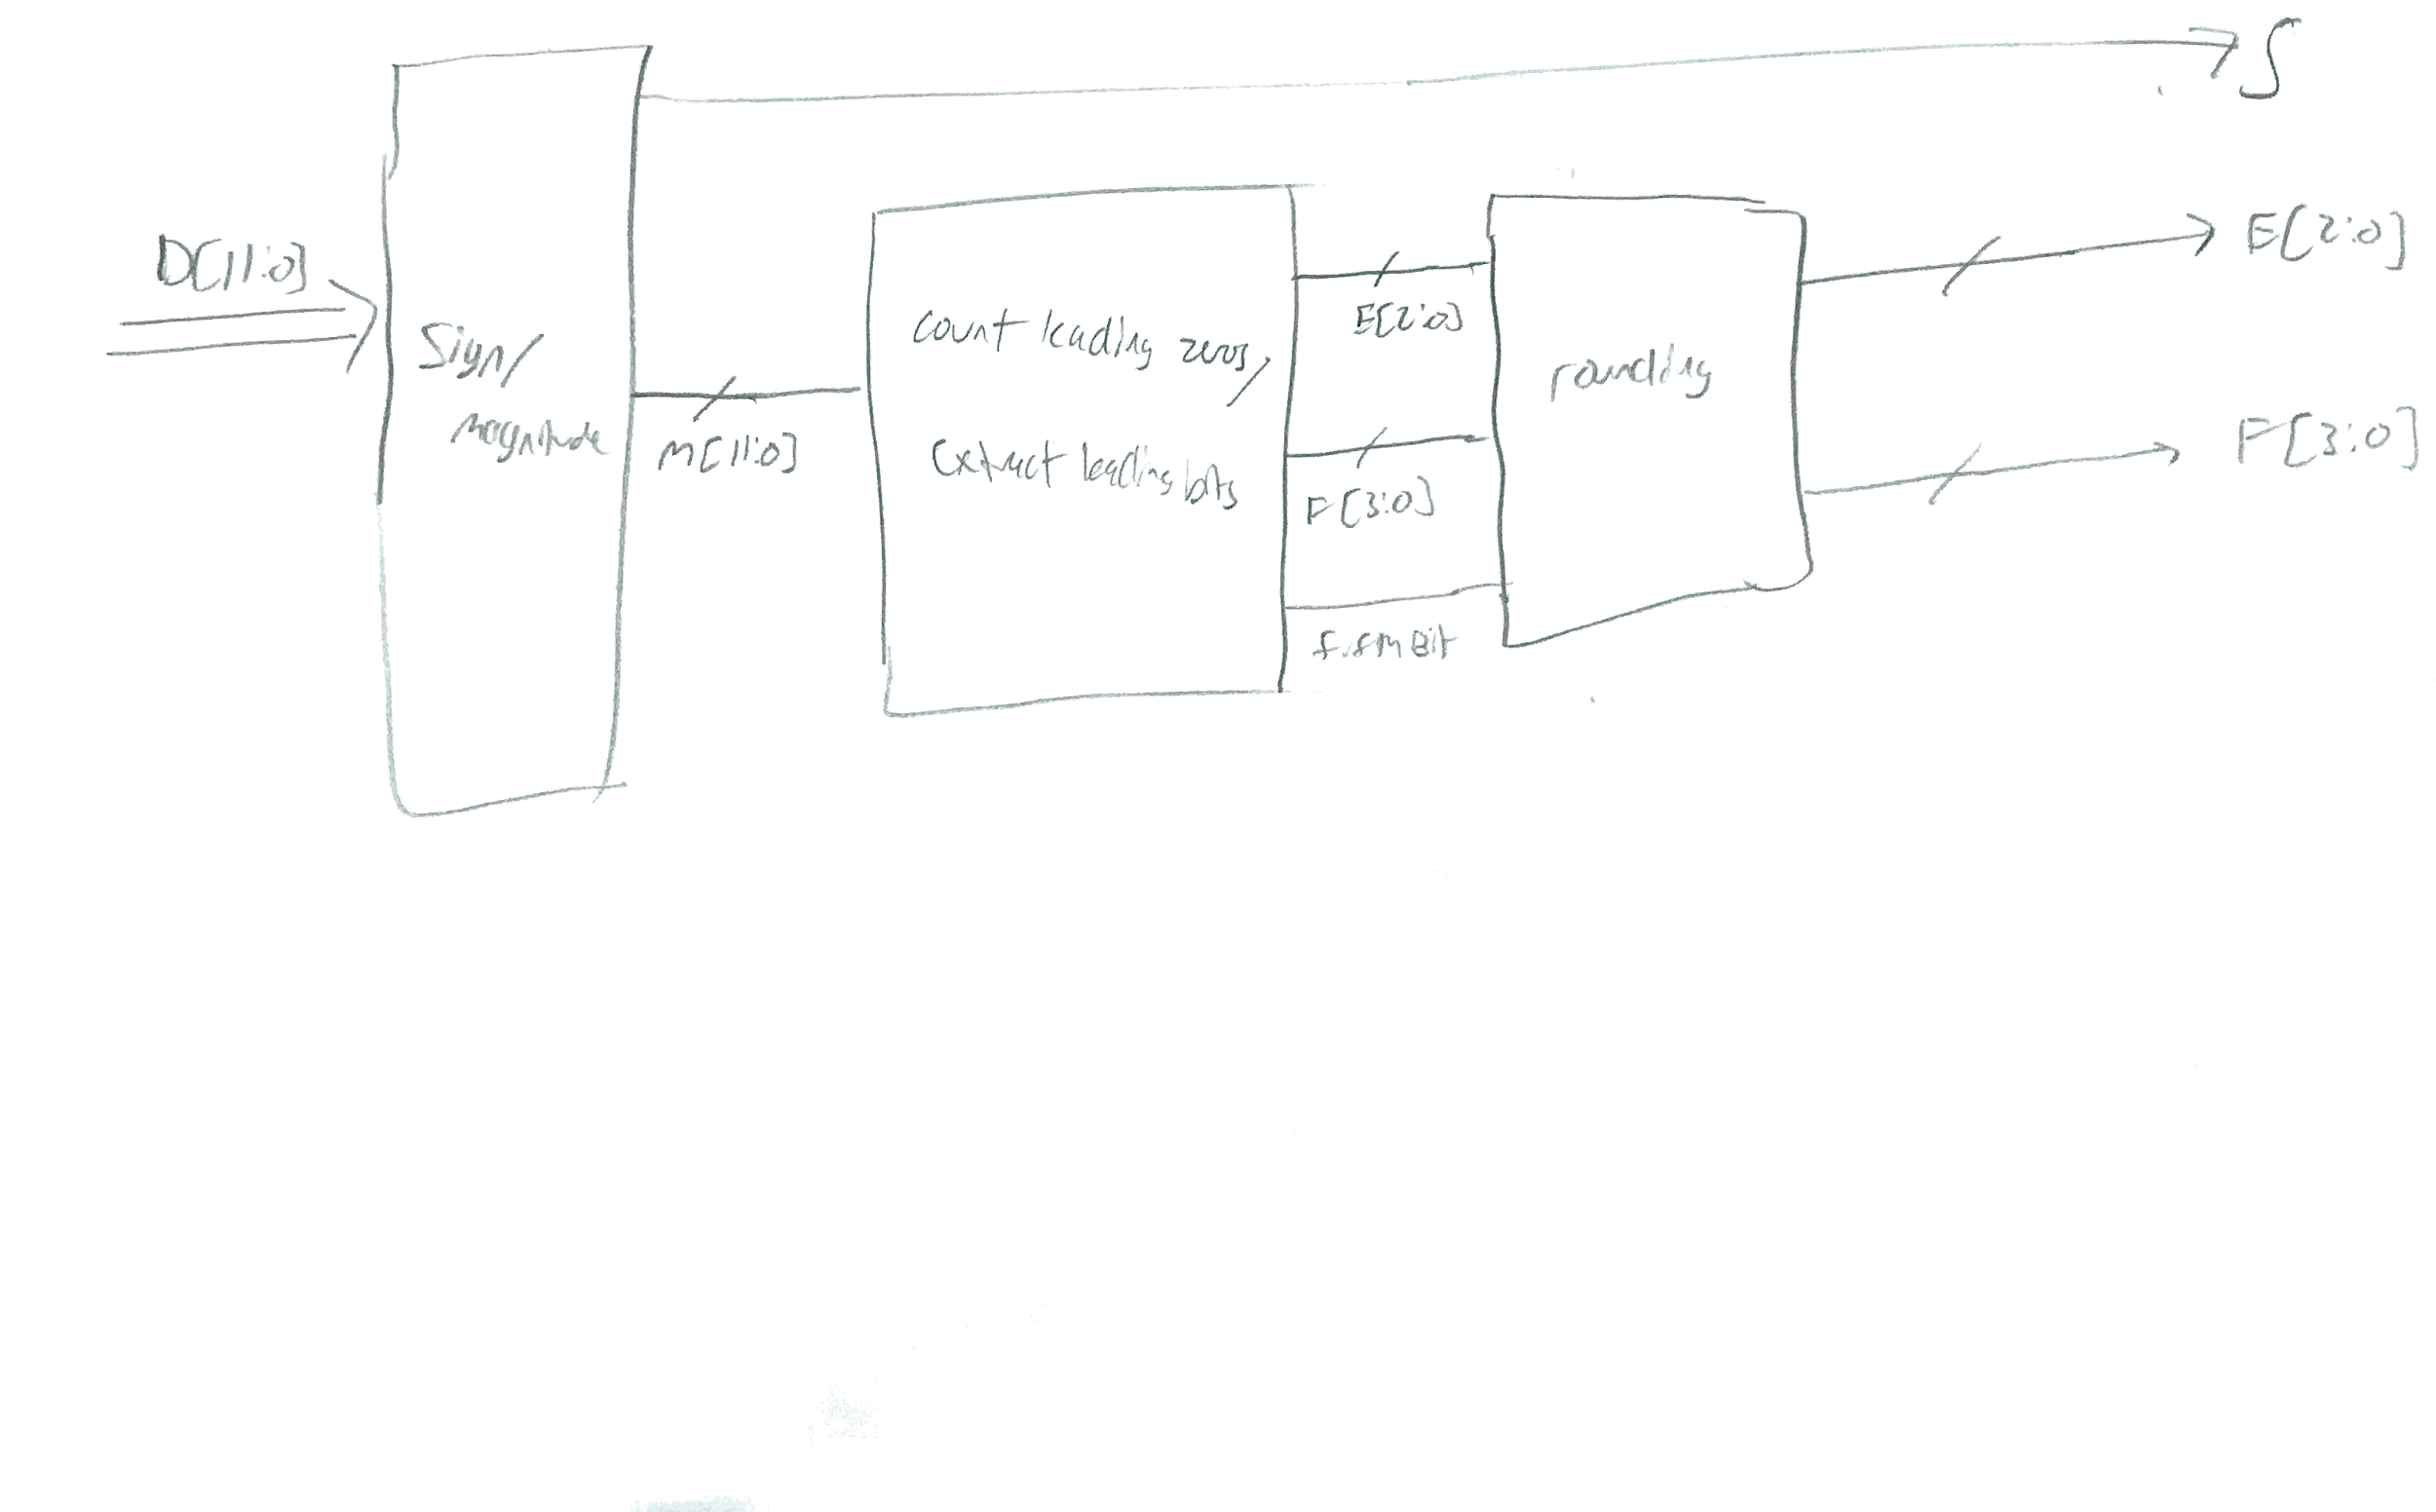 S
D[11:0]
Sign/
magnitude
M[11:0]
count leading zeros/
Extract leading bits
E[2:0]
F[3:0]
fifth Bit
rounding
E[2:0]
F[3:0]